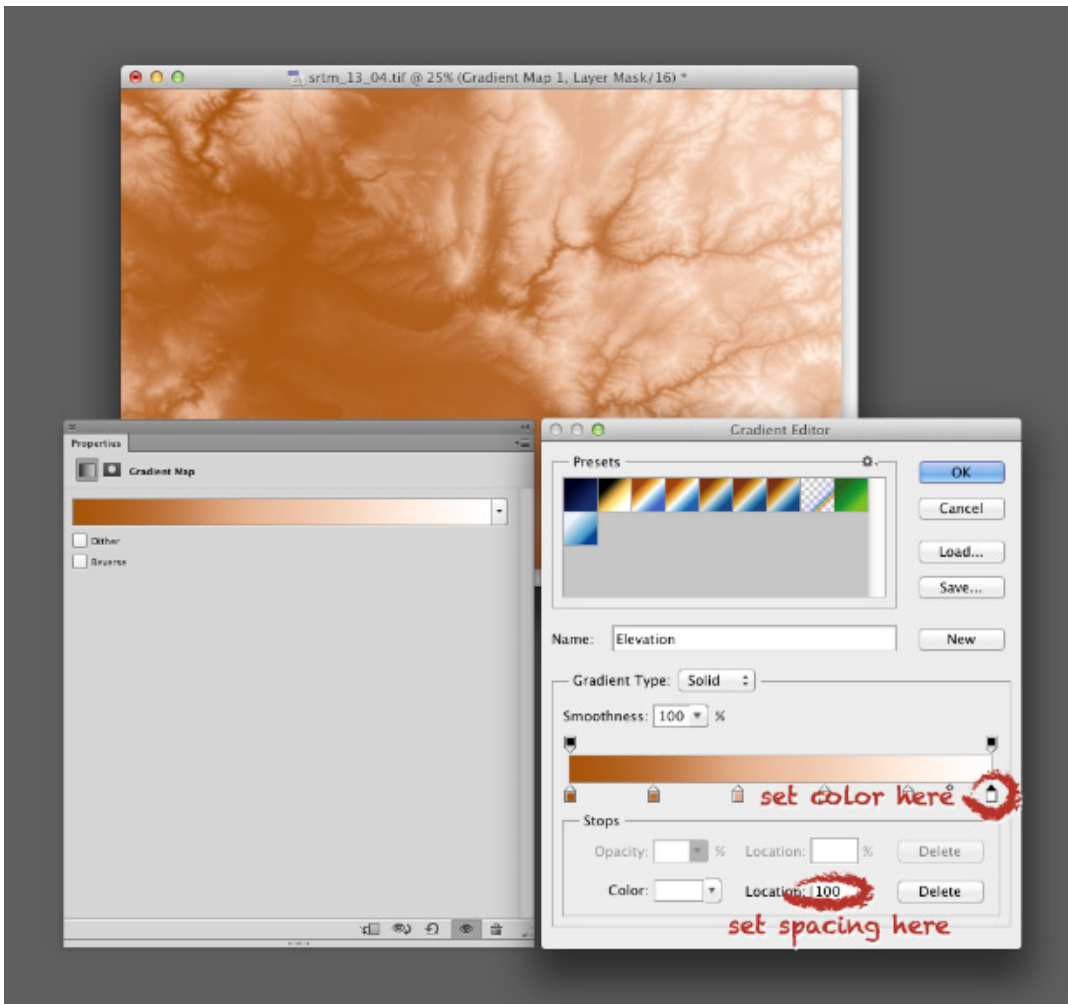 srtm_13_04.tif @ 25% (Gradient Map 1, Layer Mask/16) *
Properties
Gradient Map
Dither
Reverse
Gradient Editor
Presets
OK
Cancel
Load...
Save...
Name: Elevation
New
Gradient Type: Solid
Smoothness: 100 %
set color here
Stops
Opacity: % Location: % Delete
Color: Location: 100 Delete
set spacing here